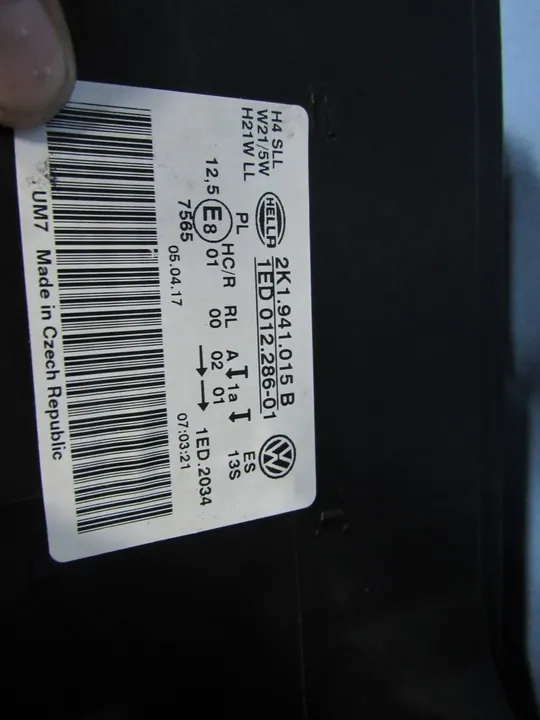 H4 SLL
W21/5W
H21W LL
HELLA
2K1.941.015 B
1ED 012.286-01
VW
PL
HC/R RL A 1a ES
12,5 E8 01 00 02 01 13S
7565
1ED.2034
05.04.17
07:03:21
UM7 Made in Czech Republic